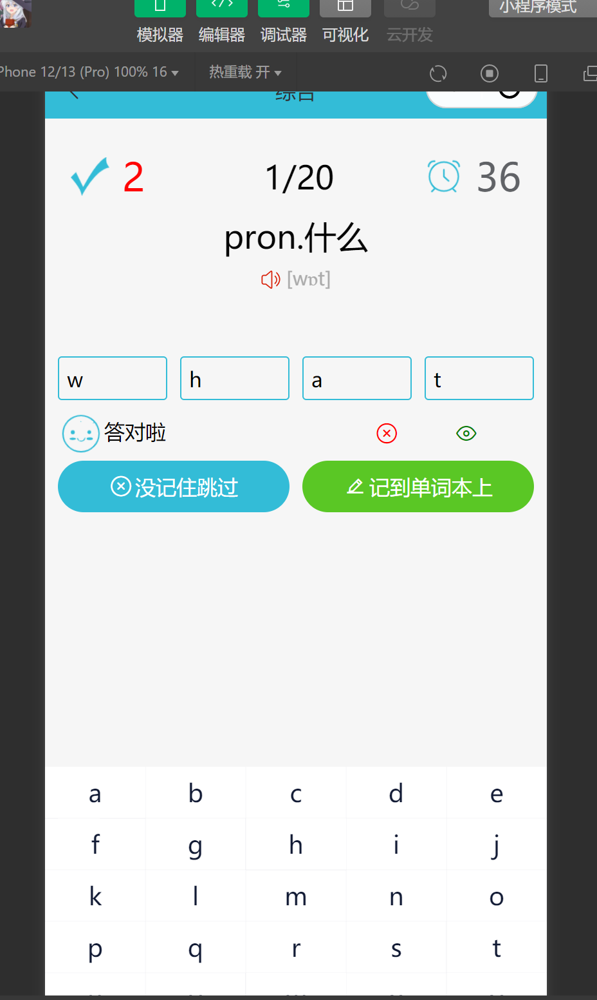 小程序模式
模拟器 编辑器 调试器 可视化 云开发
Phone 12/13 (Pro) 100% 16 热重载 开
综合
2 1/20 36
pron.什么
[wɒt]
w h a t
答对啦
没记住跳过 记到单词本上
a b c d e
f g h i j
k l m n o
p q r s t